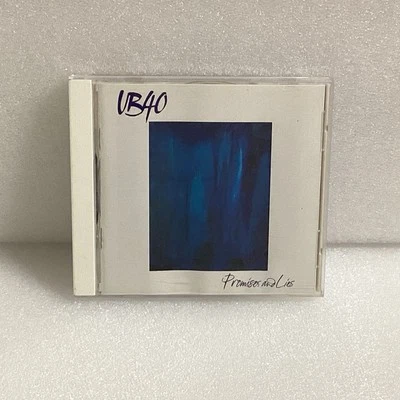 UB40
Promises and Lies